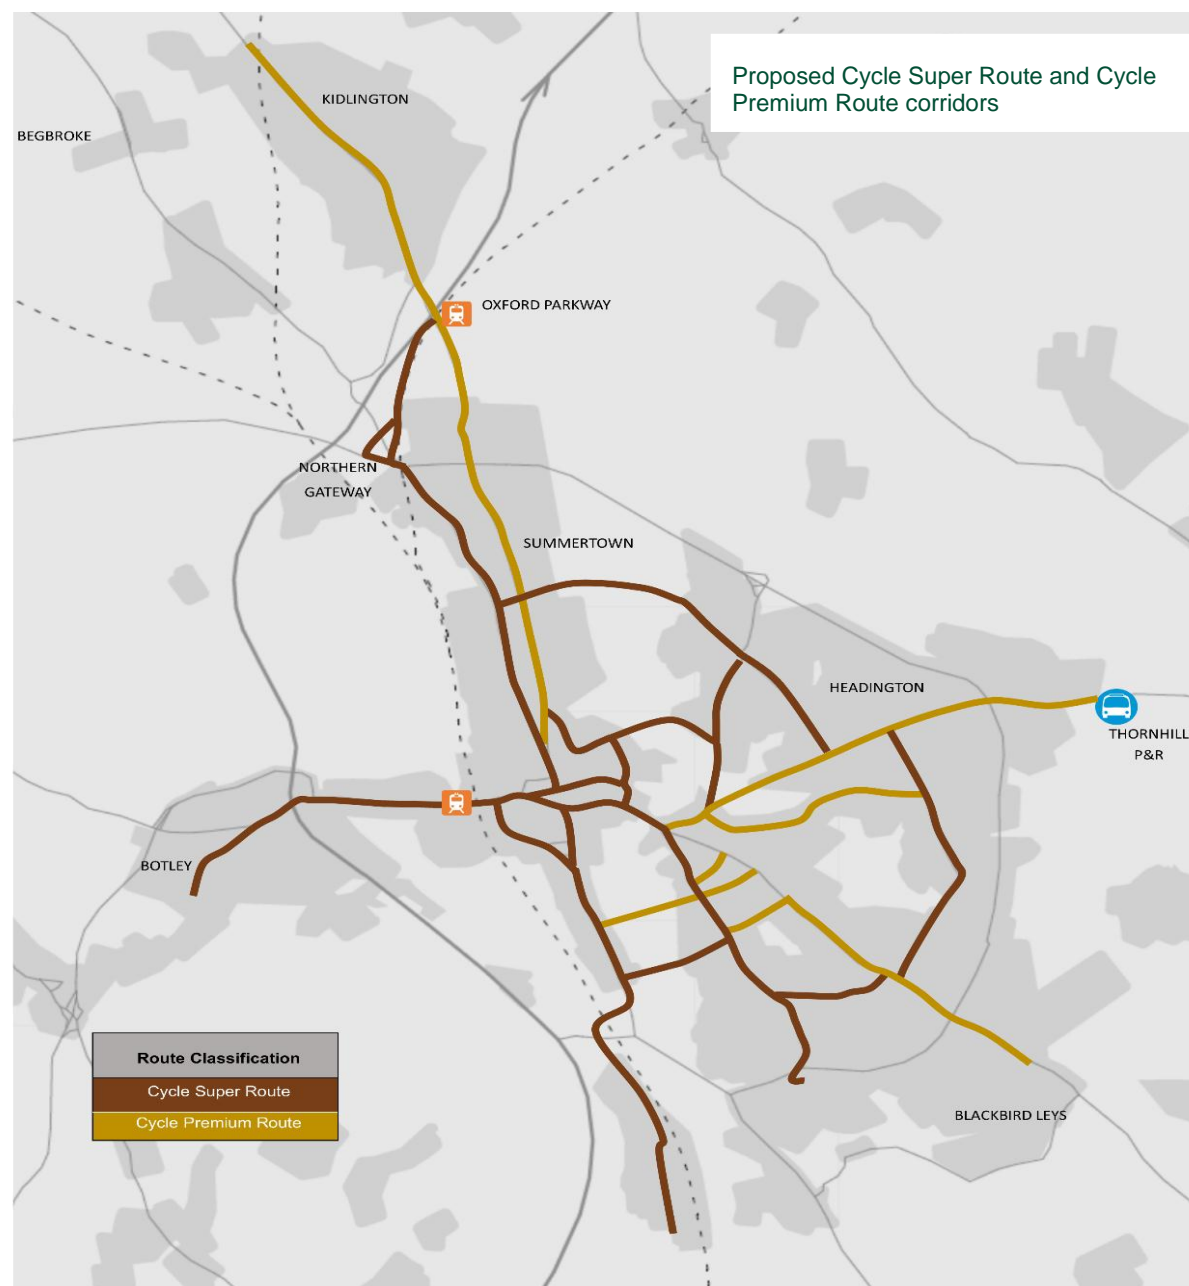 Proposed Cycle Super Route and Cycle
Premium Route corridors
KIDLINGTON
BEGBROKE
OXFORD PARKWAY
NORTHERN
GATEWAY
SUMMERTOWN
HEADINGTON
THORNHILL
P&R
BOTLEY
Route Classification
Cycle Super Route
Cycle Premium Route
BLACKBIRD LEYS